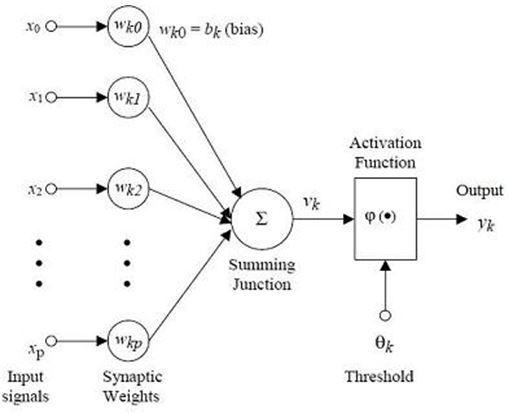 x0
wk0
wk0 = bk (bias)
x1
wk1
Activation
Function
x2
wk2
Σ
vk
φ (•)
Output
yk
Summing
Junction
xp
wkp
θk
Input
signals
Synaptic
Weights
Threshold